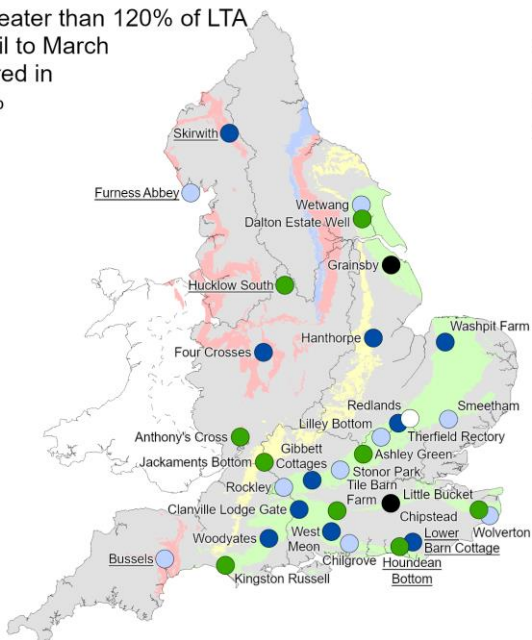 eater than 120% of LTA
il to March
ed in
Skirwith
Furness Abbey
Wetwang
Dalton Estate Well
Grainsby
Hucklow South
Hanthorpe
Washpit Farm
Four Crosses
Redlands
Smeetham
Lilley Bottom
Therfield Rectory
Anthony's Cross
Ashley Green
Jackaments Bottom
Gibbett
Cottages
Stonor Park
Rockley
Tile Barn
Farm
Little Bucket
Clanville Lodge Gate
Chipstead
Wolverton
Woodyates
West
Meon
Lower
Barn Cottage
Chilgrove
Houndean
Bottom
Bussels
Kingston Russell